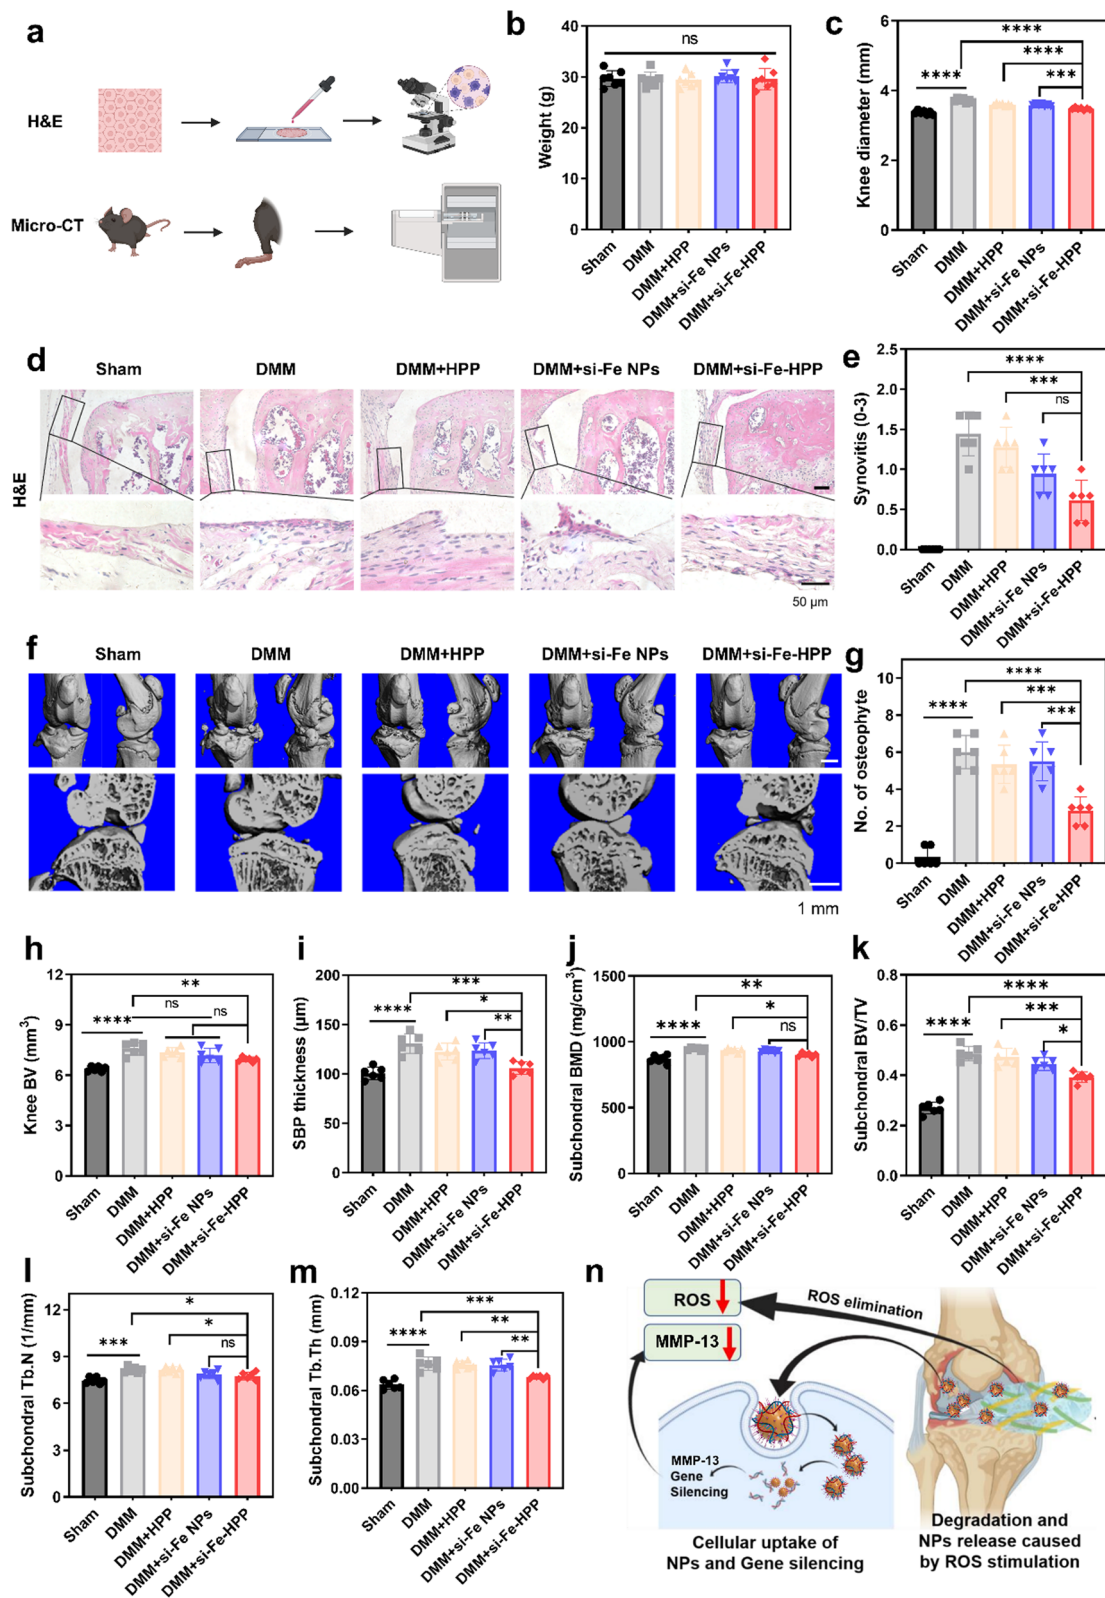 a
H&E
Micro-CT
b
Weight (g)
40
30
20
10
0
ns
Sham
DMM
DMM+HPP
DMM+si-Fe NPs
DMM+si-Fe-HPP
c
Knee diameter (mm)
6
4
2
0
****
****
****
***
Sham
DMM
DMM+HPP
DMM+si-Fe NPs
DMM+si-Fe-HPP
d
Sham
DMM
DMM+HPP
DMM+si-Fe NPs
DMM+si-Fe-HPP
H&E
50 μm
e
Synovitis (0-3)
2.5
2.0
1.5
1.0
0.5
0.0
****
***
ns
Sham
DMM
DMM+HPP
DMM+si-Fe NPs
DMM+si-Fe-HPP
f
Sham
DMM
DMM+HPP
DMM+si-Fe NPs
DMM+si-Fe-HPP
1 mm
g
No. of osteophyte
10
8
6
4
2
0
****
****
***
***
Sham
DMM
DMM+HPP
DMM+si-Fe NPs
DMM+si-Fe-HPP
h
Knee BV (mm³)
12
9
6
3
0
**
ns
****
ns
Sham
DMM
DMM+HPP
DMM+si-Fe NPs
DMM+si-Fe-HPP
i
SBP thickness (μm)
200
150
100
50
0
***
*
****
**
Sham
DMM
DMM+HPP
DMM+si-Fe NPs
DMM+si-Fe-HPP
j
Subchondral BMD (mg/cm³)
1500
1000
500
0
**
*
****
ns
Sham
DMM
DMM+HPP
DMM+si-Fe NPs
DMM+si-Fe-HPP
k
Subchondral BV/TV
0.8
0.6
0.4
0.2
0.0
****
***
****
*
Sham
DMM
DMM+HPP
DMM+si-Fe NPs
DMM+si-Fe-HPP
l
Subchondral Tb.N (1/mm)
12
9
6
3
0
*
*
***
ns
Sham
DMM
DMM+HPP
DMM+si-Fe NPs
DMM+si-Fe-HPP
m
Subchondral Tb.Th (mm)
0.12
0.09
0.06
0.03
0.00
***
**
****
**
Sham
DMM
DMM+HPP
DMM+si-Fe NPs
DMM+si-Fe-HPP
n
ROS
MMP-13
ROS elimination
MMP-13
Gene
Silencing
Cellular uptake of
NPs and Gene silencing
Degradation and
NPs release caused
by ROS stimulation